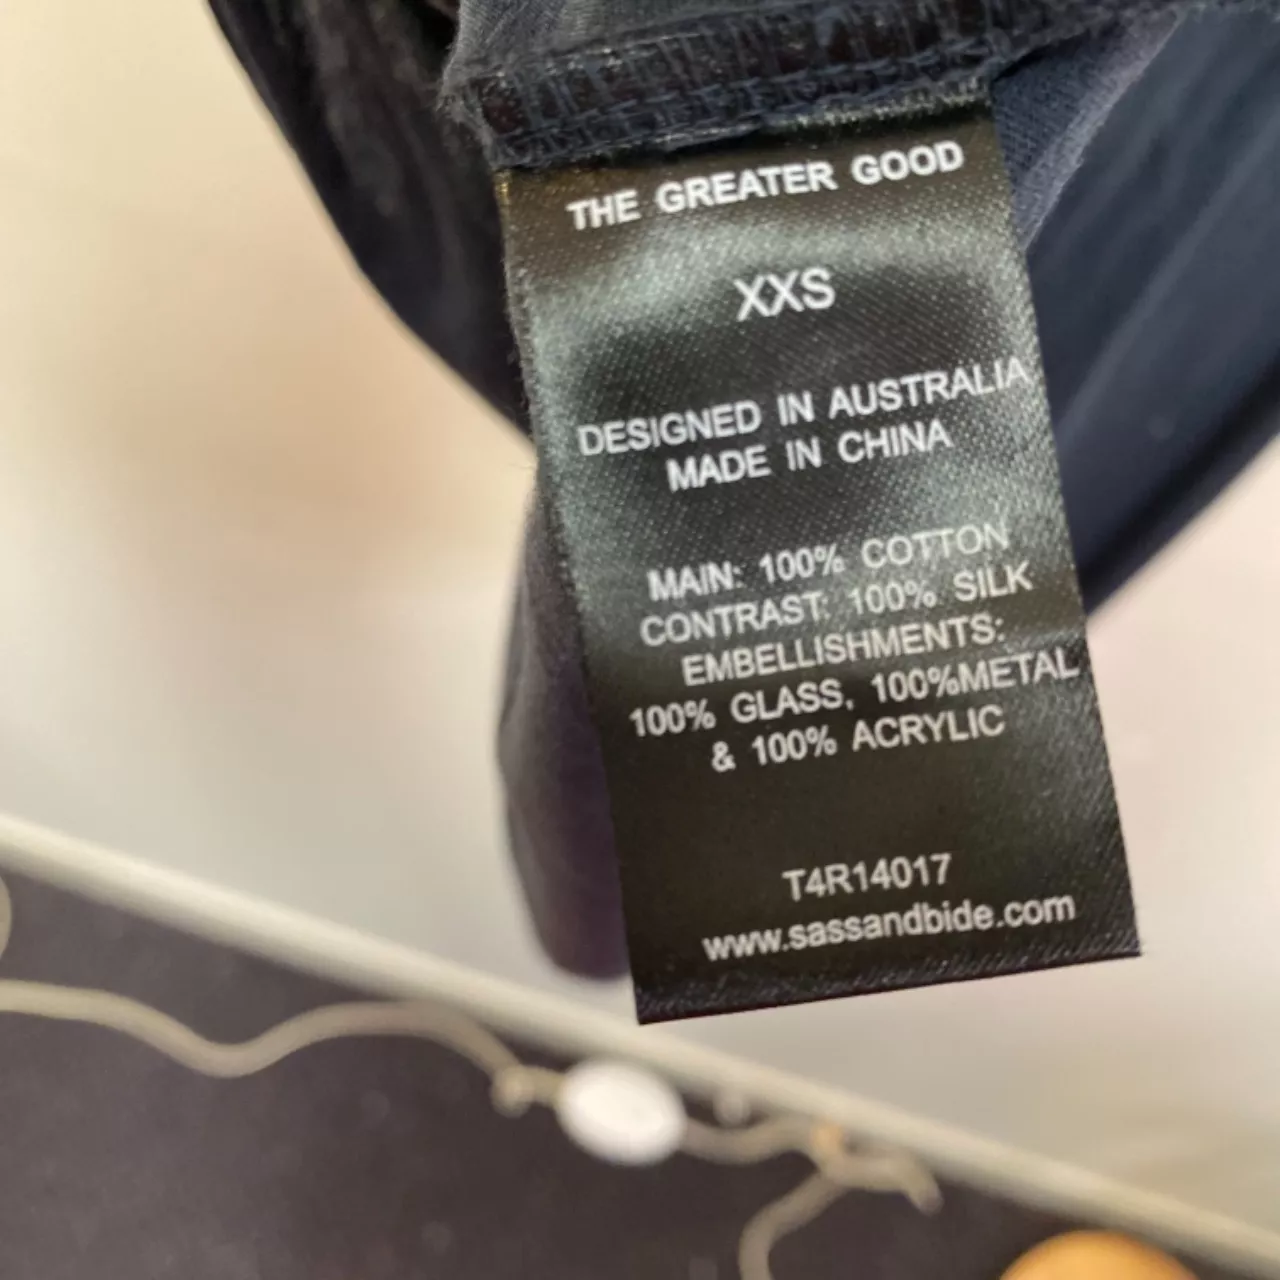 THE GREATER GOOD
XXS
DESIGNED IN AUSTRALIA
MADE IN CHINA
MAIN: 100% COTTON
CONTRAST: 100% SILK
EMBELLISHMENTS:
100% GLASS, 100%METAL
& 100% ACRYLIC
T4R14017
www.sassandbide.com